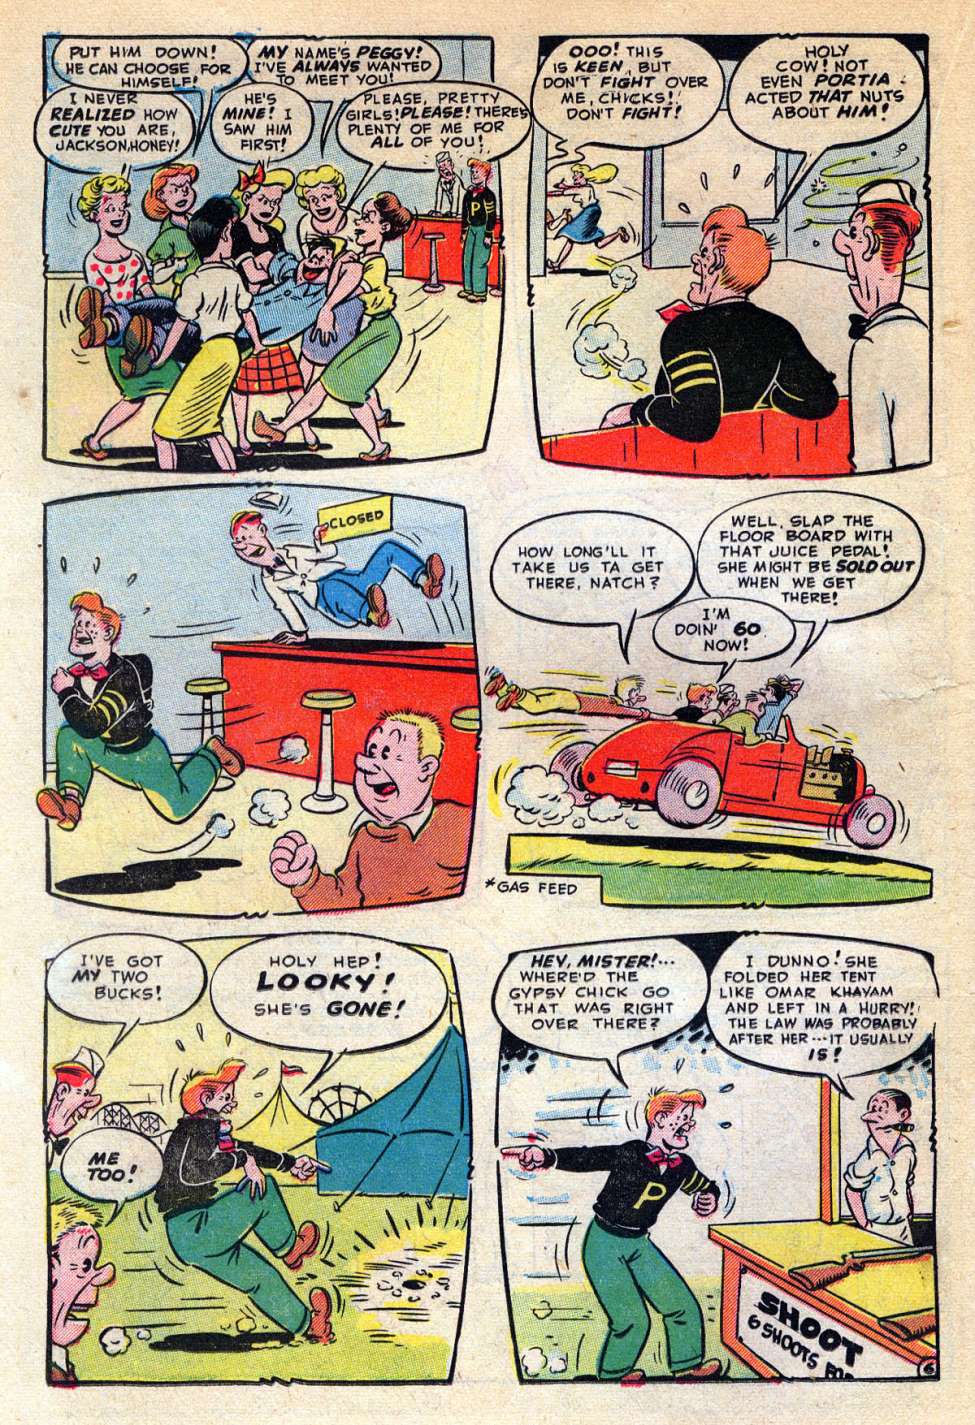 PUT HIM DOWN!
HE CAN CHOOSE FOR
HIMSELF!
MY NAME'S PEGGY!
I'VE ALWAYS WANTED
TO MEET YOU!
I NEVER
REALIZED HOW
CUTE YOU ARE,
JACKSON, HONEY!
HE'S
MINE! I
SAW HIM
FIRST!
PLEASE, PRETTY
GIRLS! PLEASE! THERE'S
PLENTY OF ME FOR
ALL OF YOU!
P
OOO! THIS
IS KEEN, BUT
DON'T FIGHT OVER
ME, CHICKS!
DON'T FIGHT!
HOLY
COW! NOT
EVEN PORTIA
ACTED THAT NUTS
ABOUT HIM!
CLOSED
HOW LONG'LL IT
TAKE US TA GET
THERE, NATCH?
WELL, SLAP THE
FLOOR BOARD WITH
THAT JUICE PEDAL!
SHE MIGHT BE SOLD OUT
WHEN WE GET
THERE!
I'M
DOIN' 60
NOW!
*GAS FEED
I'VE GOT
MY TWO
BUCKS!
HOLY HEP!
LOOKY!
SHE'S GONE!
ME
TOO!
HEY, MISTER!...
WHERE'D THE
GYPSY CHICK GO
THAT WAS RIGHT
OVER THERE?
I DUNNO! SHE
FOLDED HER TENT
LIKE OMAR KHAYAM
AND LEFT IN A HURRY!
THE LAW WAS PROBABLY
AFTER HER...IT USUALLY
IS!
P
SHOOT
6 SHOOTS FOR
6